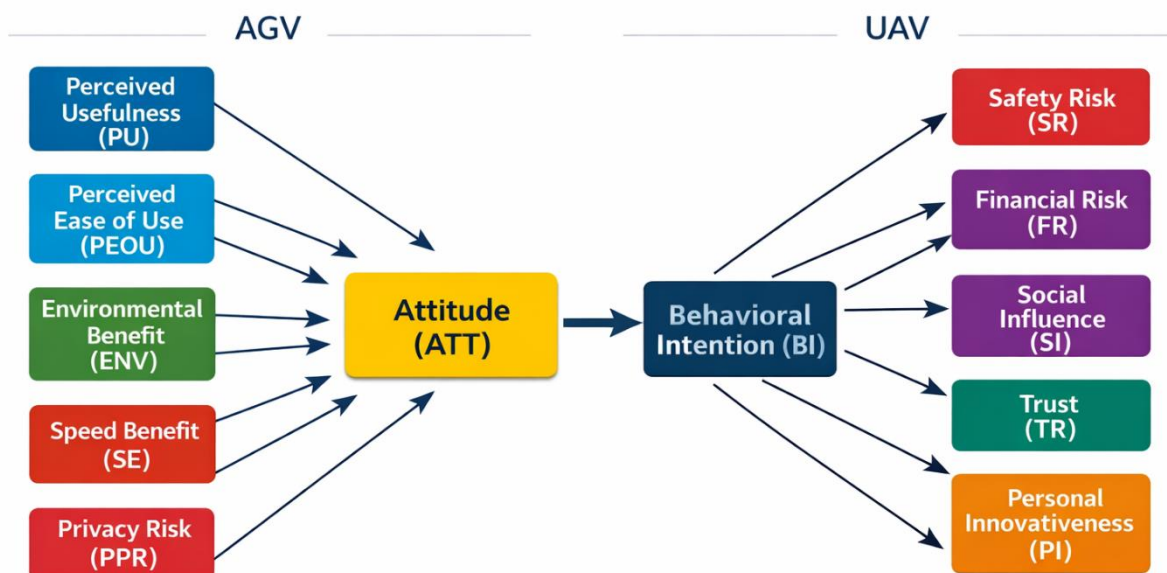 AGV
UAV
Perceived
Usefulness
(PU)
Perceived
Ease of Use
(PEOU)
Environmental
Benefit
(ENV)
Speed Benefit
(SE)
Privacy Risk
(PPR)
Attitude
(ATT)
Behavioral
Intention (BI)
Safety Risk
(SR)
Financial Risk
(FR)
Social
Influence
(SI)
Trust
(TR)
Personal
Innovativeness
(PI)